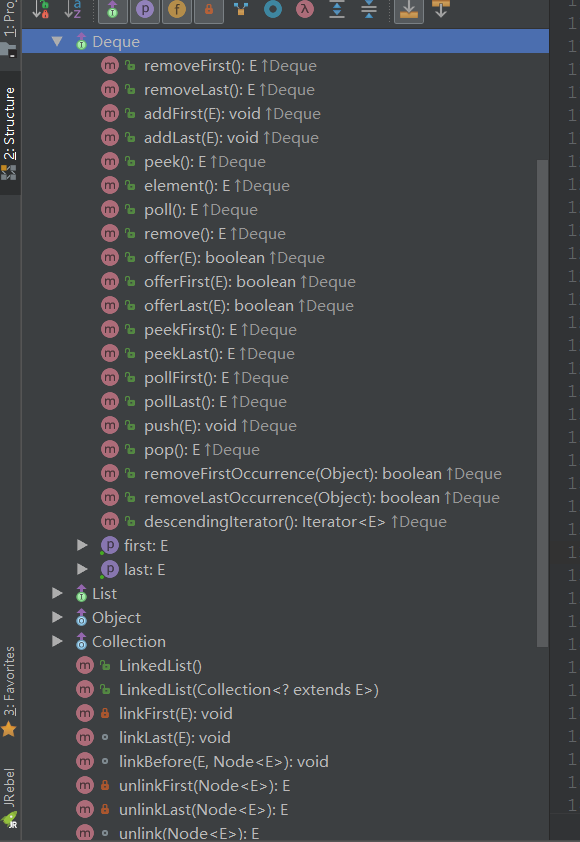 1: Proj
Deque
removeFirst(): E ↑Deque
removeLast(): E ↑Deque
addFirst(E): void ↑Deque
addLast(E): void ↑Deque
peek(): E ↑Deque
element(): E ↑Deque
poll(): E ↑Deque
remove(): E ↑Deque
offer(E): boolean ↑Deque
offerFirst(E): boolean ↑Deque
offerLast(E): boolean ↑Deque
peekFirst(): E ↑Deque
peekLast(): E ↑Deque
pollFirst(): E ↑Deque
pollLast(): E ↑Deque
push(E): void ↑Deque
pop(): E ↑Deque
removeFirstOccurrence(Object): boolean ↑Deque
removeLastOccurrence(Object): boolean ↑Deque
descendingIterator(): Iterator<E> ↑Deque
first: E
last: E
List
Object
Collection
LinkedList()
LinkedList(Collection<? extends E>)
linkFirst(E): void
linkLast(E): void
linkBefore(E, Node<E>): void
unlinkFirst(Node<E>): E
unlinkLast(Node<E>): E
unlink(Node<E>): E
2: Structure
3: Favorites
JRebel